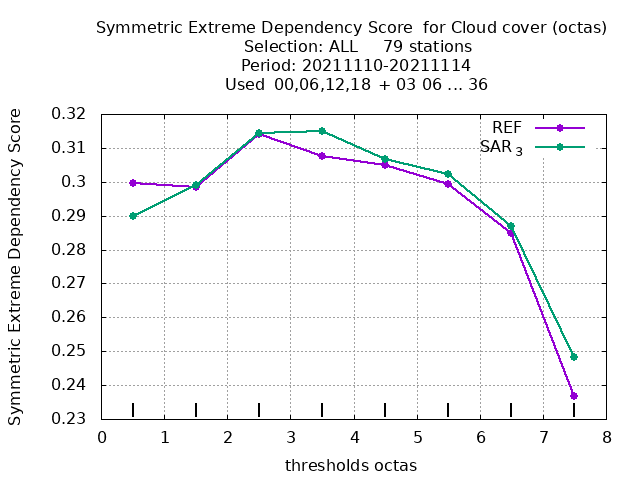 Symmetric Extreme Dependency Score  for Cloud cover (octas)
Selection: ALL     79 stations
Period: 20211110-20211114
Used  00,06,12,18  + 03 06 ... 36
Symmetric Extreme Dependency Score
0.32
0.31
0.3
0.29
0.28
0.27
0.26
0.25
0.24
0.23
REF
SAR 3
0 1 2 3 4 5 6 7 8
thresholds octas